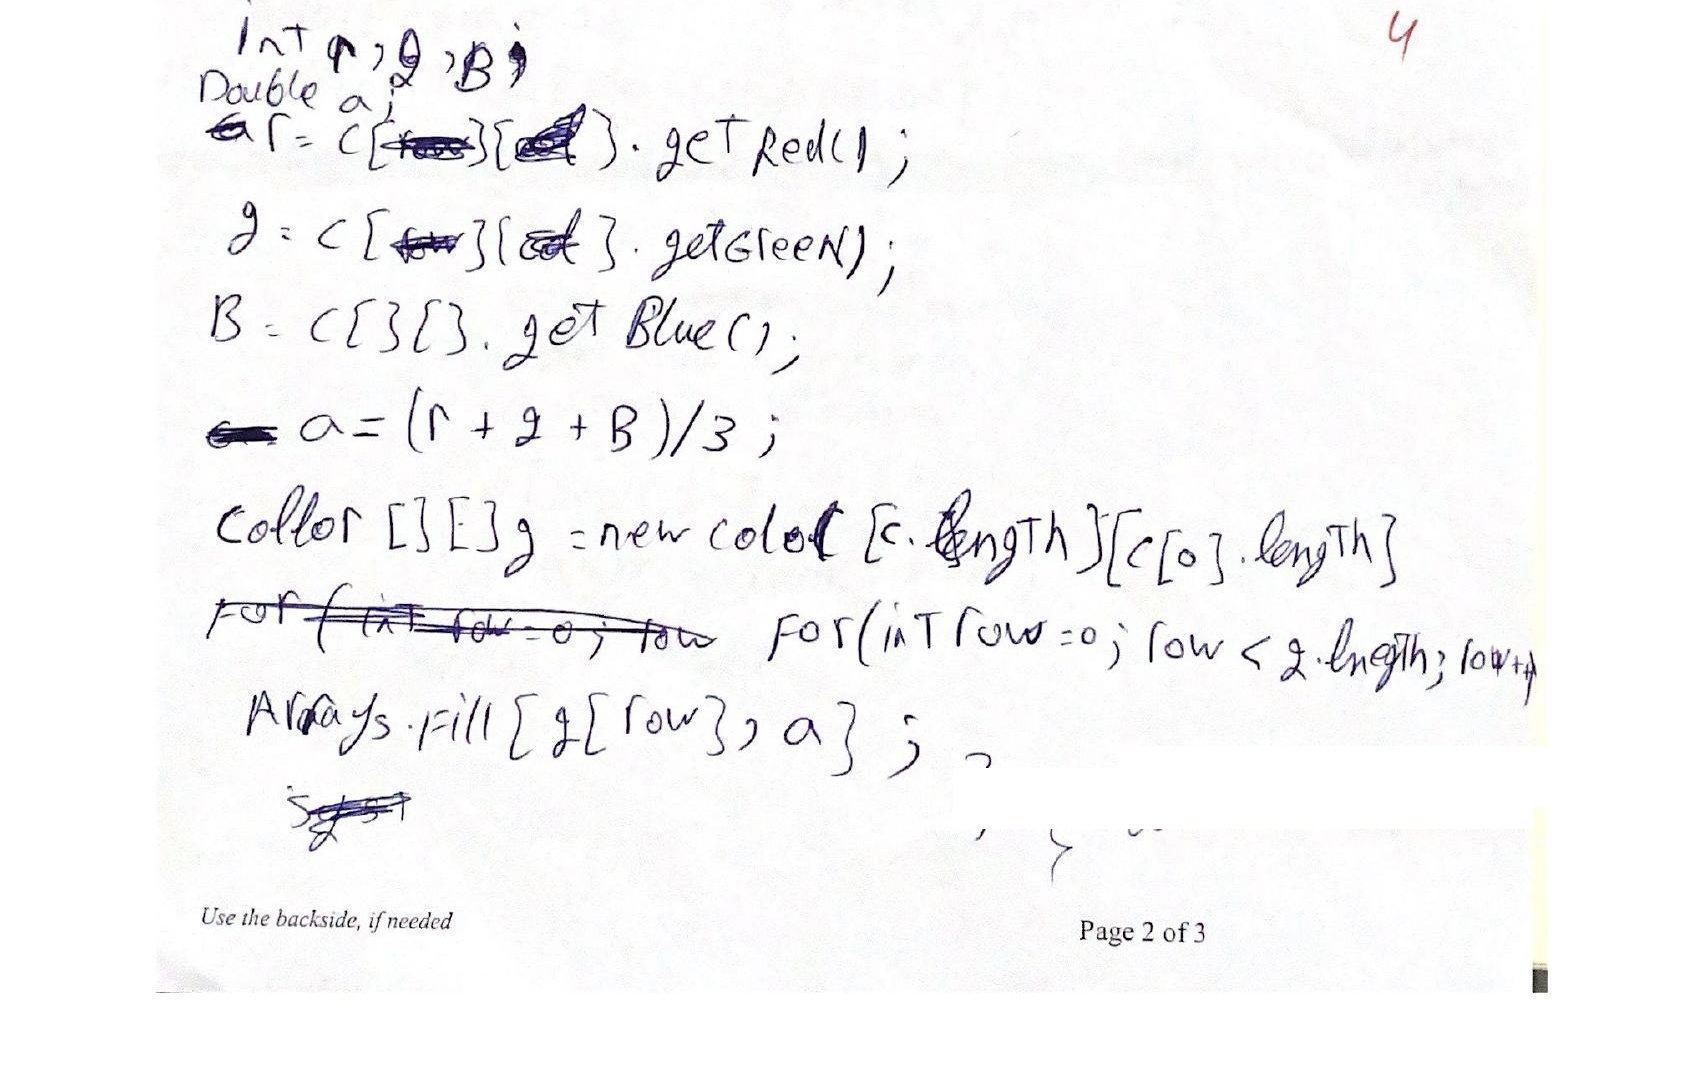 4
Int r, g, B;
Double a;
r = c[][].getRed();
g = c[][].getGreeN);
B = c[][].get Blue();
a = (r + g + B)/3;
Collor [][] g = new color [c.length][c[0].length]
For(int row=0; row < g.lnegth; row++)
Arrays.Fill[g[row], a];
Use the backside, if needed
Page 2 of 3